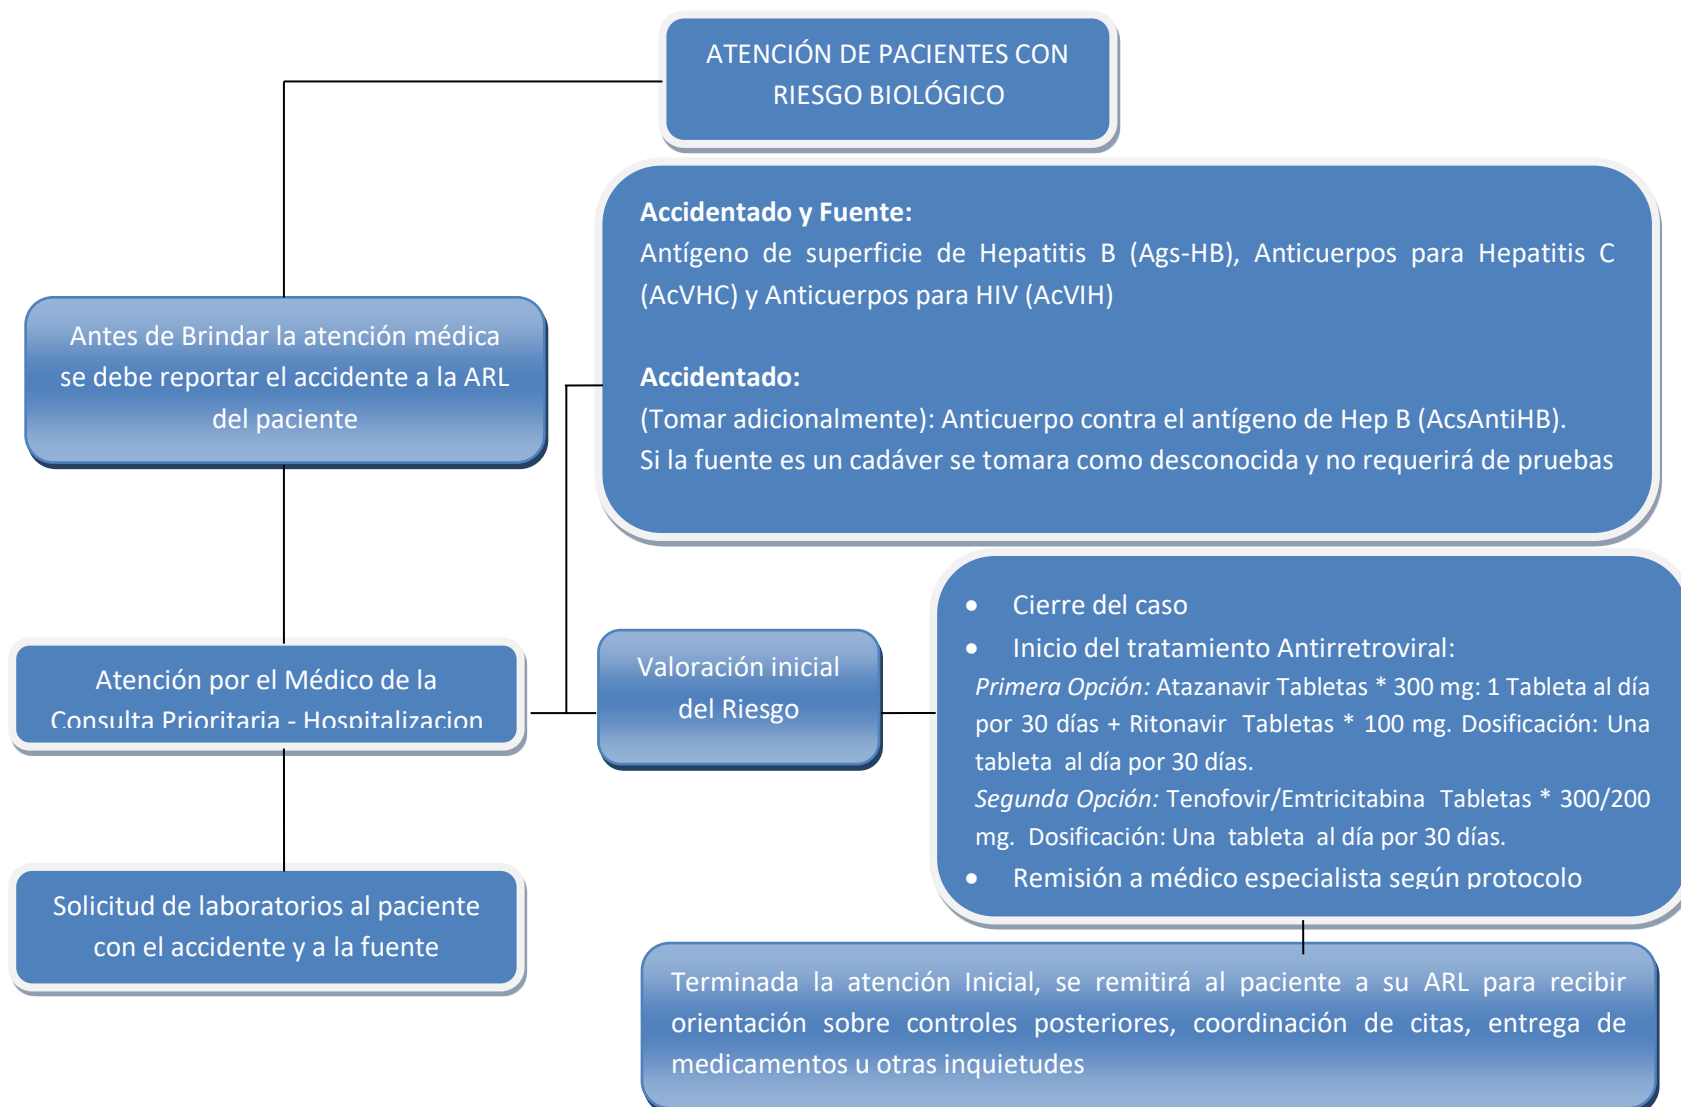 ATENCIÓN DE PACIENTES CON
RIESGO BIOLÓGICO
Accidentado y Fuente:
Antígeno de superficie de Hepatitis B (Ags-HB), Anticuerpos para Hepatitis C
(AcVHC) y Anticuerpos para HIV (AcVIH)
Accidentado:
(Tomar adicionalmente): Anticuerpo contra el antígeno de Hep B (AcsAntiHB).
Si la fuente es un cadáver se tomara como desconocida y no requerirá de pruebas
Antes de Brindar la atención médica
se debe reportar el accidente a la ARL
del paciente
Atención por el Médico de la
Consulta Prioritaria - Hospitalizacion
Valoración inicial
del Riesgo
• Cierre del caso
• Inicio del tratamiento Antirretroviral:
Primera Opción: Atazanavir Tabletas * 300 mg: 1 Tableta al día
por 30 días + Ritonavir Tabletas * 100 mg. Dosificación: Una
tableta al día por 30 días.
Segunda Opción: Tenofovir/Emtricitabina Tabletas * 300/200
mg. Dosificación: Una tableta al día por 30 días.
• Remisión a médico especialista según protocolo
Solicitud de laboratorios al paciente
con el accidente y a la fuente
Terminada la atención Inicial, se remitirá al paciente a su ARL para recibir
orientación sobre controles posteriores, coordinación de citas, entrega de
medicamentos u otras inquietudes